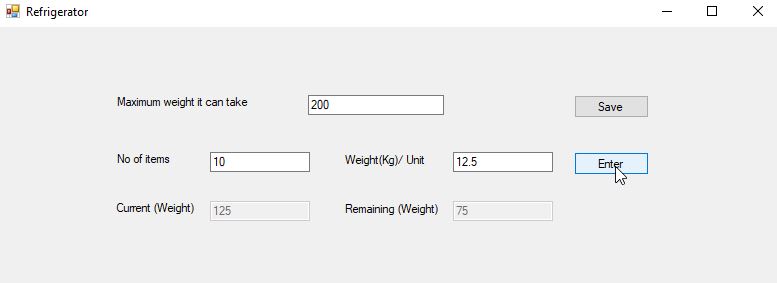 Refrigerator
Maximum weight it can take 200 Save
No of items 10 Weight(Kg)/ Unit 12.5 Enter
Current (Weight) 125 Remaining (Weight) 75